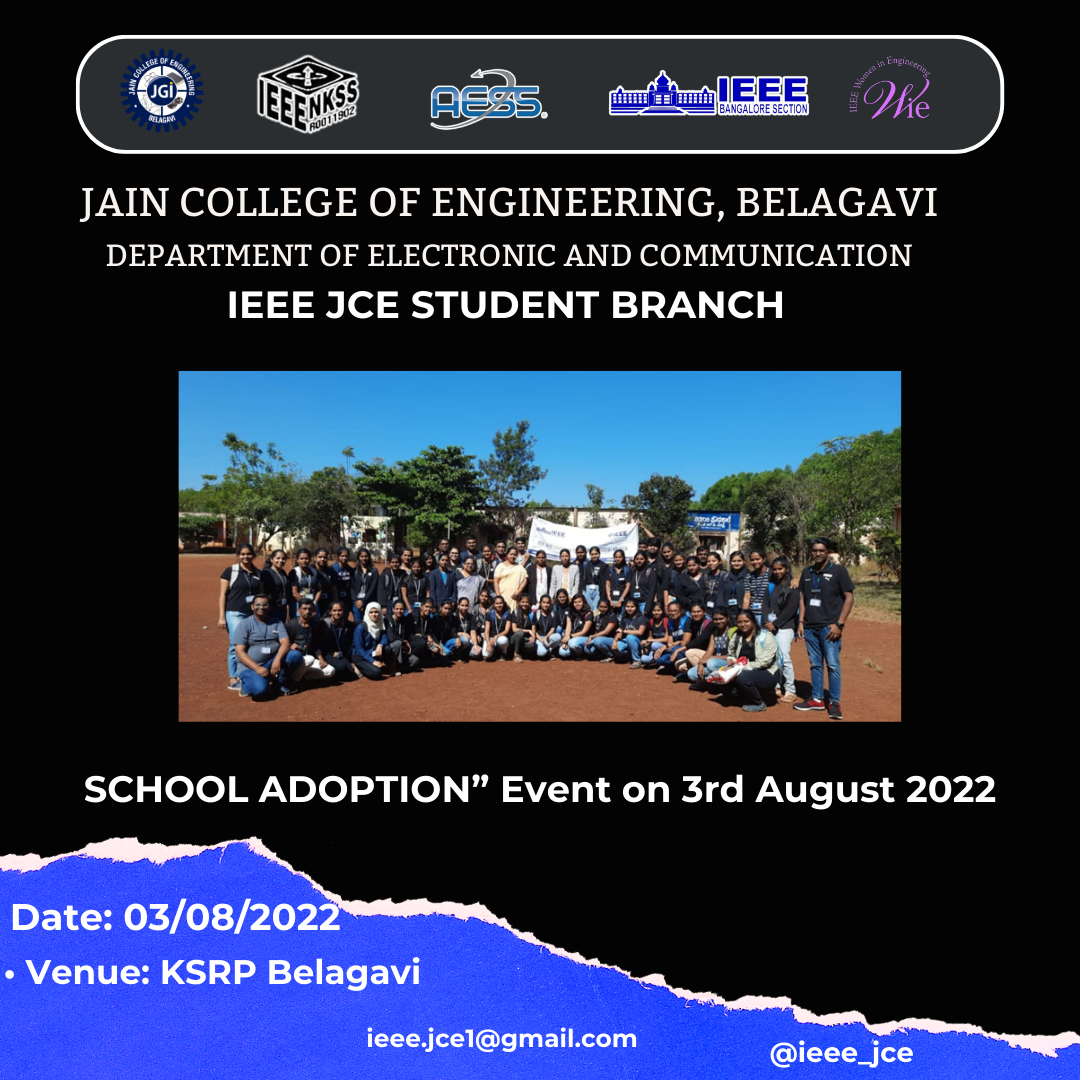 JAIN COLLEGE OF ENGINEERING
JGi
BELAGAVI
IEEENKSS
R0011902
AESS®
IEEE
BANGALORE SECTION
IEEE Women in Engineering
Wie
JAIN COLLEGE OF ENGINEERING, BELAGAVI
DEPARTMENT OF ELECTRONIC AND COMMUNICATION
IEEE JCE STUDENT BRANCH
IEEE
IEEE
SCHOOL ADOPTION” Event on 3rd August 2022
Date: 03/08/2022
• Venue: KSRP Belagavi
ieee.jce1@gmail.com
@ieee_jce